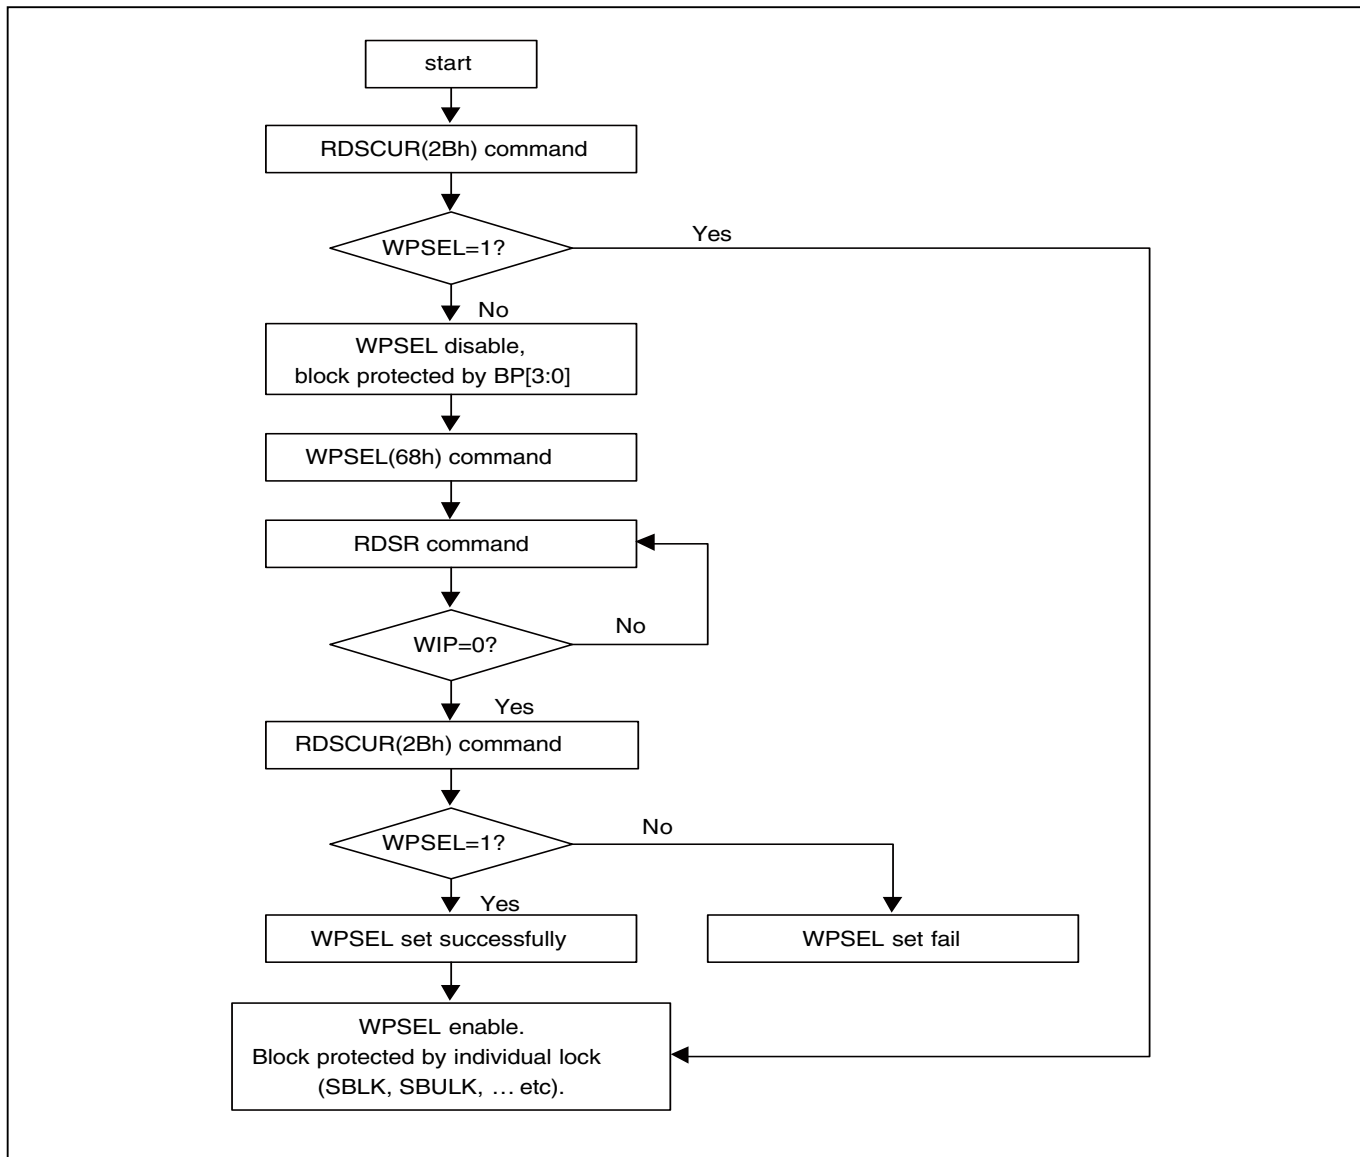 start
RDSCUR(2Bh) command
WPSEL=1?
Yes
No
WPSEL disable,
block protected by BP[3:0]
WPSEL(68h) command
RDSR command
WIP=0?
No
Yes
RDSCUR(2Bh) command
WPSEL=1?
No
Yes
WPSEL set successfully
WPSEL set fail
WPSEL enable.
Block protected by individual lock
(SBLK, SBULK, … etc).